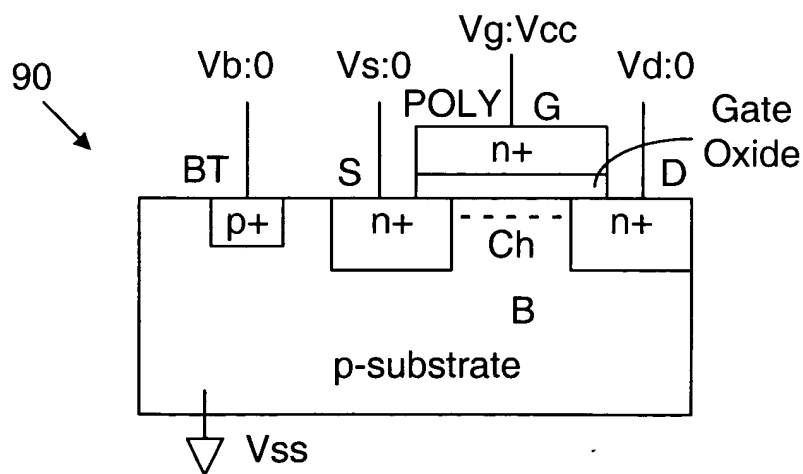 Vg:Vcc
90
Vb:0
Vs:0
Vd:0
POLY
G
Gate
Oxide
n+
BT
S
D
p+
n+
n+
Ch
B
p-substrate
Vss